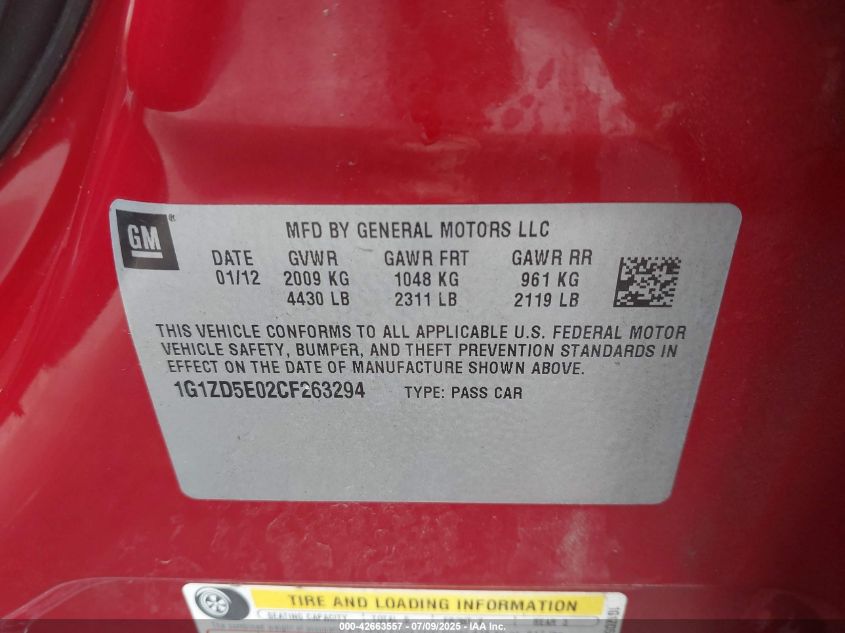 GM ®
MFD BY GENERAL MOTORS LLC
DATE GVWR GAWR FRT GAWR RR
01/12 2009 KG 1048 KG 961 KG
4430 LB 2311 LB 2119 LB
THIS VEHICLE CONFORMS TO ALL APPLICABLE U.S. FEDERAL MOTOR
VEHICLE SAFETY, BUMPER, AND THEFT PREVENTION STANDARDS IN
EFFECT ON THE DATE OF MANUFACTURE SHOWN ABOVE.
1G1ZD5E02CF263294 TYPE: PASS CAR
TIRE AND LOADING INFORMATION
SEATING CAPACITY
000-42663557 - 07/09/2025 - IAA Inc.